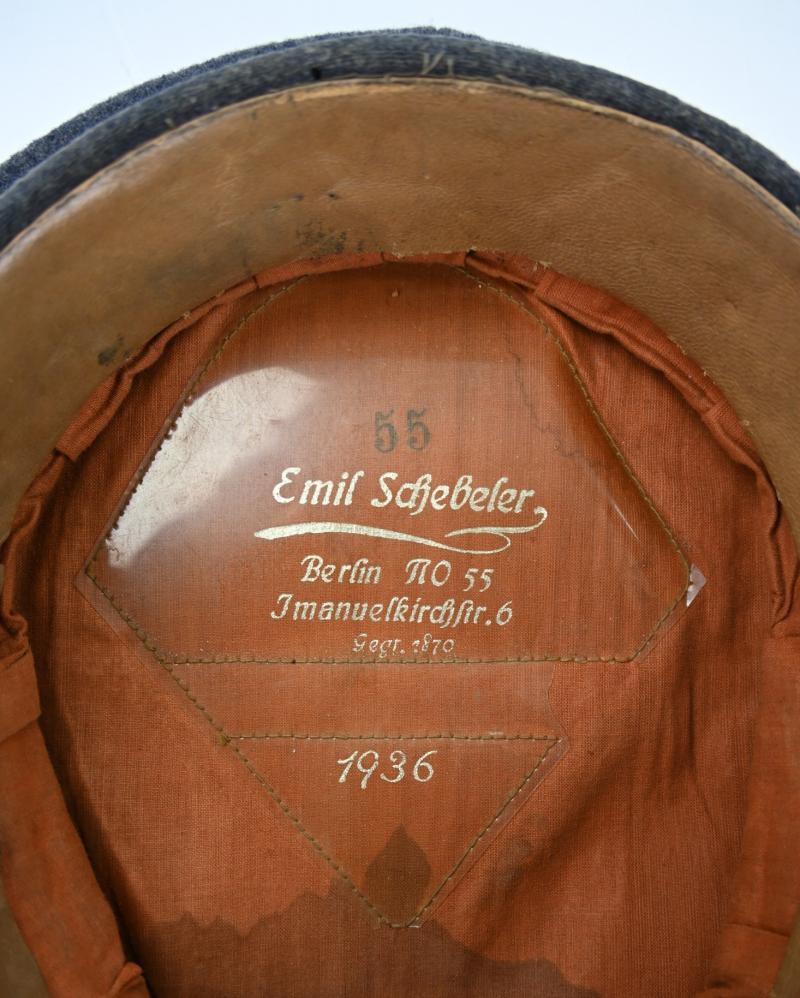 55
Emil Schebeler,
Berlin NO 55
Imanuelkirchstr. 6
Gegr. 1870
1936